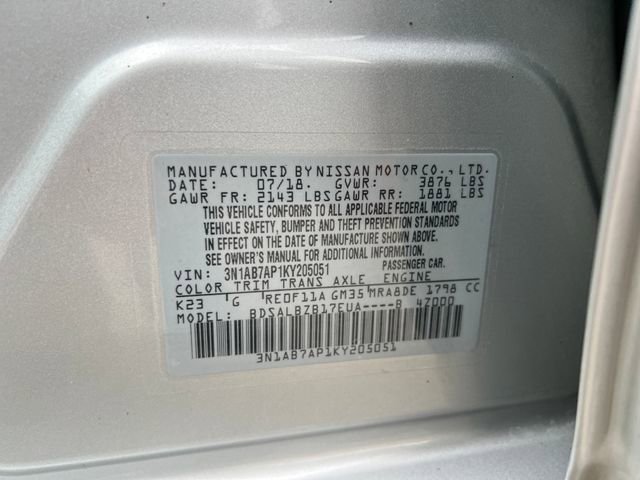 MANUFACTURED BY NISSAN MOTOR CO., LTD.
DATE: 07/18. GVWR: 3876 LBS
GAWR FR: 2143 LBS GAWR RR: 1881 LBS
THIS VEHICLE CONFORMS TO ALL APPLICABLE FEDERAL MOTOR
VEHICLE SAFETY, BUMPER AND THEFT PREVENTION STANDARDS
IN EFFECT ON THE DATE OF MANUFACTURE SHOWN ABOVE.
SEE OWNER'S MANUAL FOR ADDITIONAL INFORMATION.
VIN: 3N1AB7AP1KY205051 PASSENGER CAR.
COLOR TRIM TRANS AXLE ENGINE
K23 G RE0F11A GM35 MRA8DE 1798 CC
MODEL: BDSALBZB17EUA----B 4Z000
3N1AB7AP1KY205051